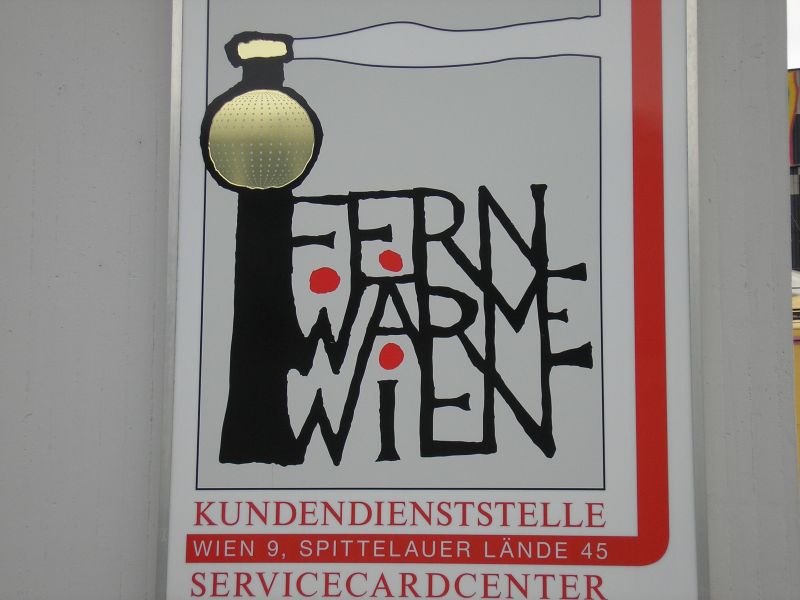 FERN
WÄRME
WIEN
KUNDENDIENSTSTELLE
WIEN 9, SPITTELAUER LÄNDE 45
SERVICECARDCENTER